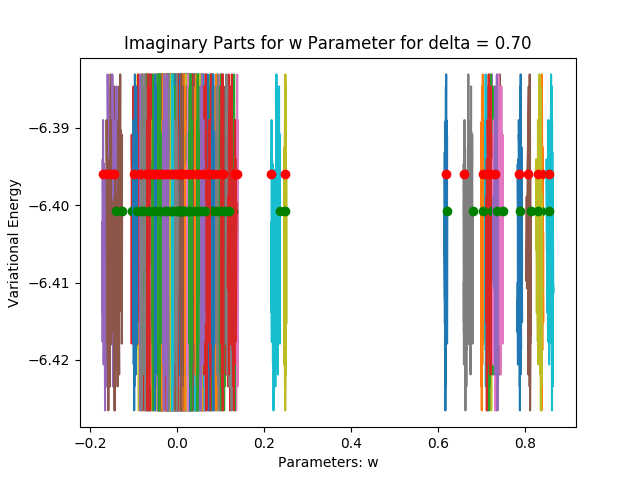 Imaginary Parts for w Parameter for delta = 0.70
Variational Energy
−6.39
−6.40
−6.41
−6.42
−0.2 0.0 0.2 0.4 0.6 0.8
Parameters: w